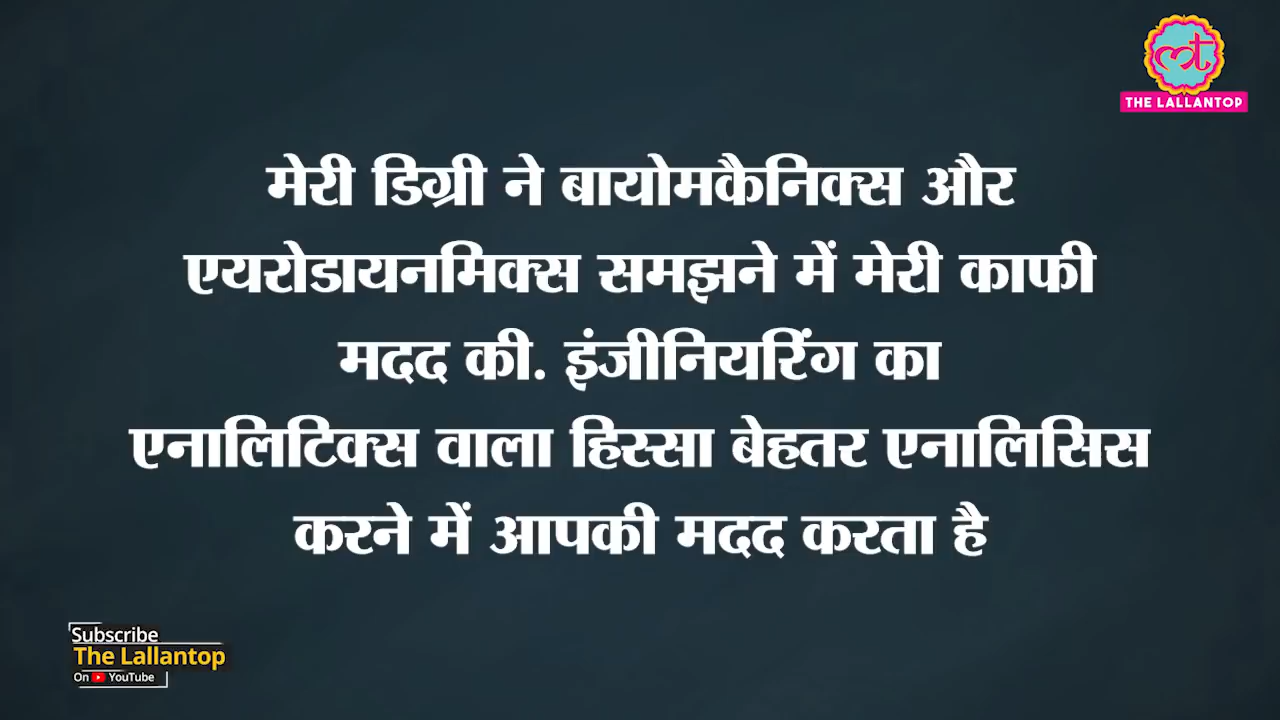 मेरी डिग्री ने बायोमकैनिक्स और
एयरोडायनमिक्स समझने में मेरी काफी
मदद की. इंजीनियरिंग का
एनालिटिक्स वाला हिस्सा बेहतर एनालिसिस
करने में आपकी मदद करता है
THE LALLANTOP
Subscribe
The Lallantop
On YouTube